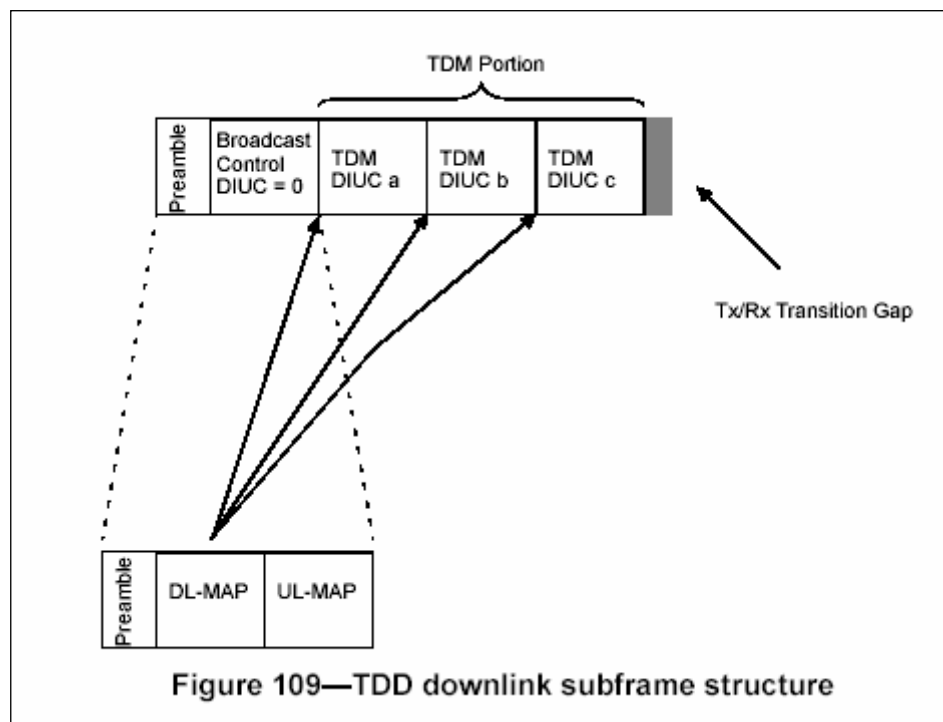 TDM Portion
Preamble
Broadcast
Control
DIUC = 0
TDM
DIUC a
TDM
DIUC b
TDM
DIUC c
Tx/Rx Transition Gap
Preamble
DL-MAP
UL-MAP
Figure 109—TDD downlink subframe structure